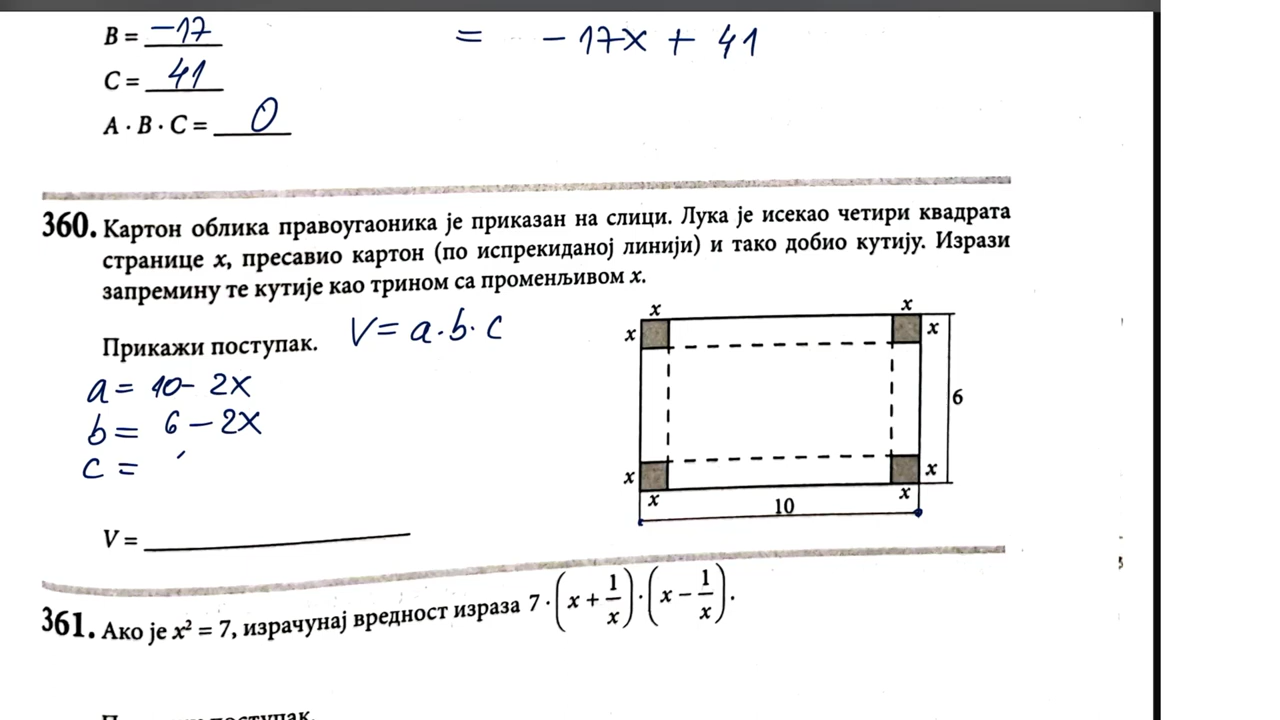 B = -17
= -17x + 41
C = 41
A · B · C = 0
360. Картон облика правоугаоника је приказан на слици. Лука је исекао четири квадрата
странице x, пресавио картон (по испрекиданој линији) и тако добио кутију. Изрази
запремину те кутије као трином са променљивом x.
Прикажи поступак.
V = a · b · c
a = 10 - 2x
b = 6 - 2x
c =
V =
x x
x x
6
x x
x x
10
361. Ако је x² = 7, израчунај вредност израза 7 · (x + 1/x) · (x - 1/x).